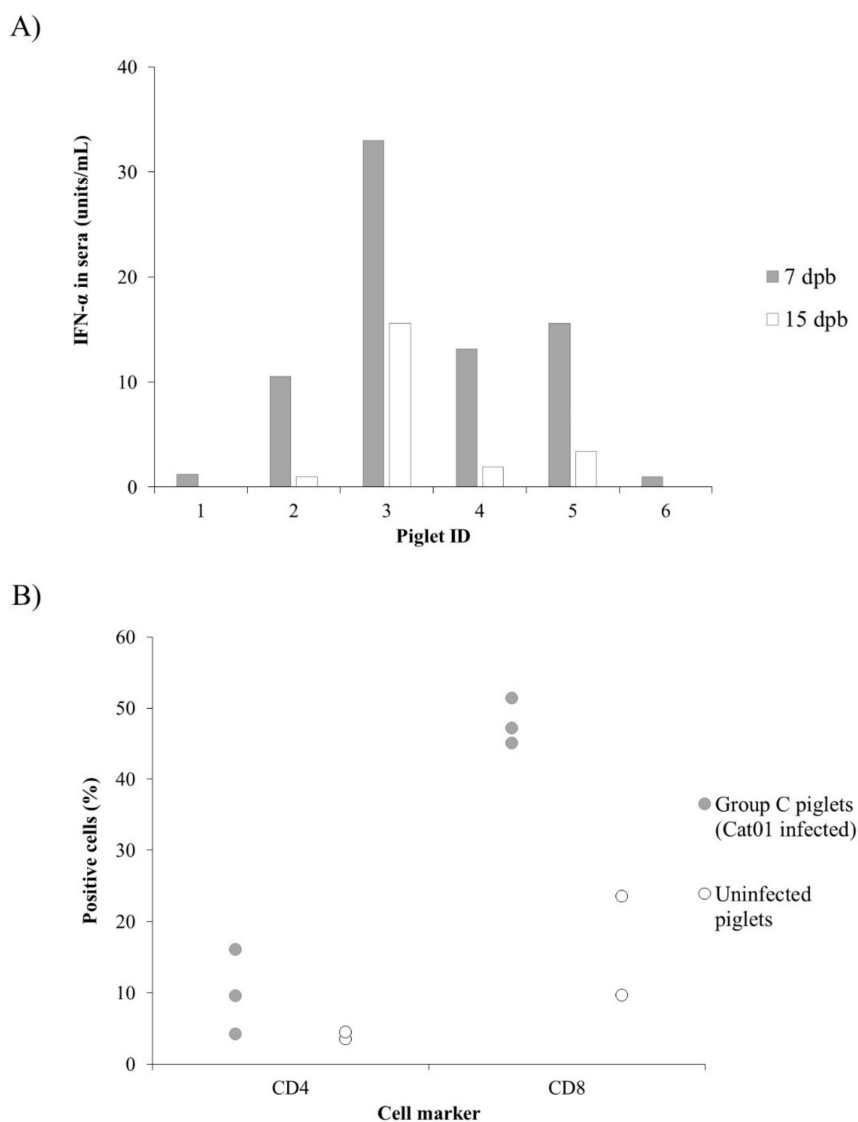 A)
40
30
20
10
0
IFN-α in sera (units/mL)
1 2 3 4 5 6
Piglet ID
7 dpb
15 dpb
B)
60
50
40
30
20
10
0
Positive cells (%)
CD4 CD8
Cell marker
Group C piglets
(Cat01 infected)
Uninfected
piglets